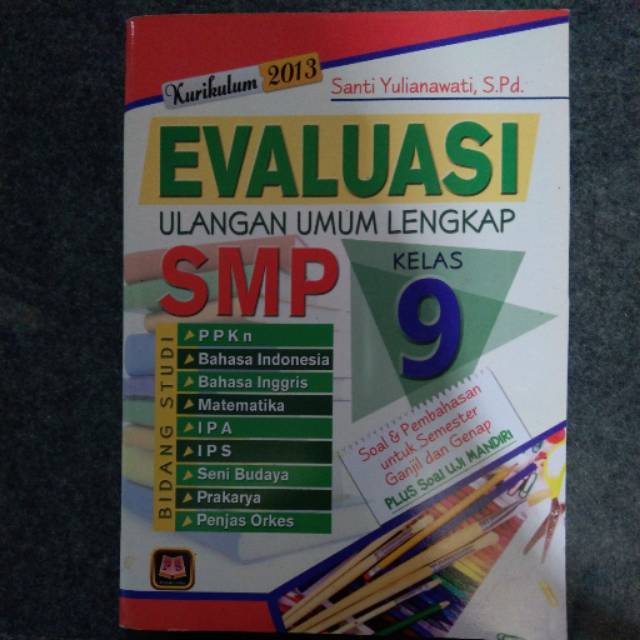 Kurikulum 2013
Santi Yulianawati, S.Pd.
EVALUASI
ULANGAN UMUM LENGKAP
SMP
KELAS
9
BIDANG STUDI
PPKn
Bahasa Indonesia
Bahasa Inggris
Matematika
IPA
IPS
Seni Budaya
Prakarya
Penjas Orkes
Soal & Pembahasan
untuk Semester
Ganjil dan Genap
PLUS Soal UJI MANDIRI